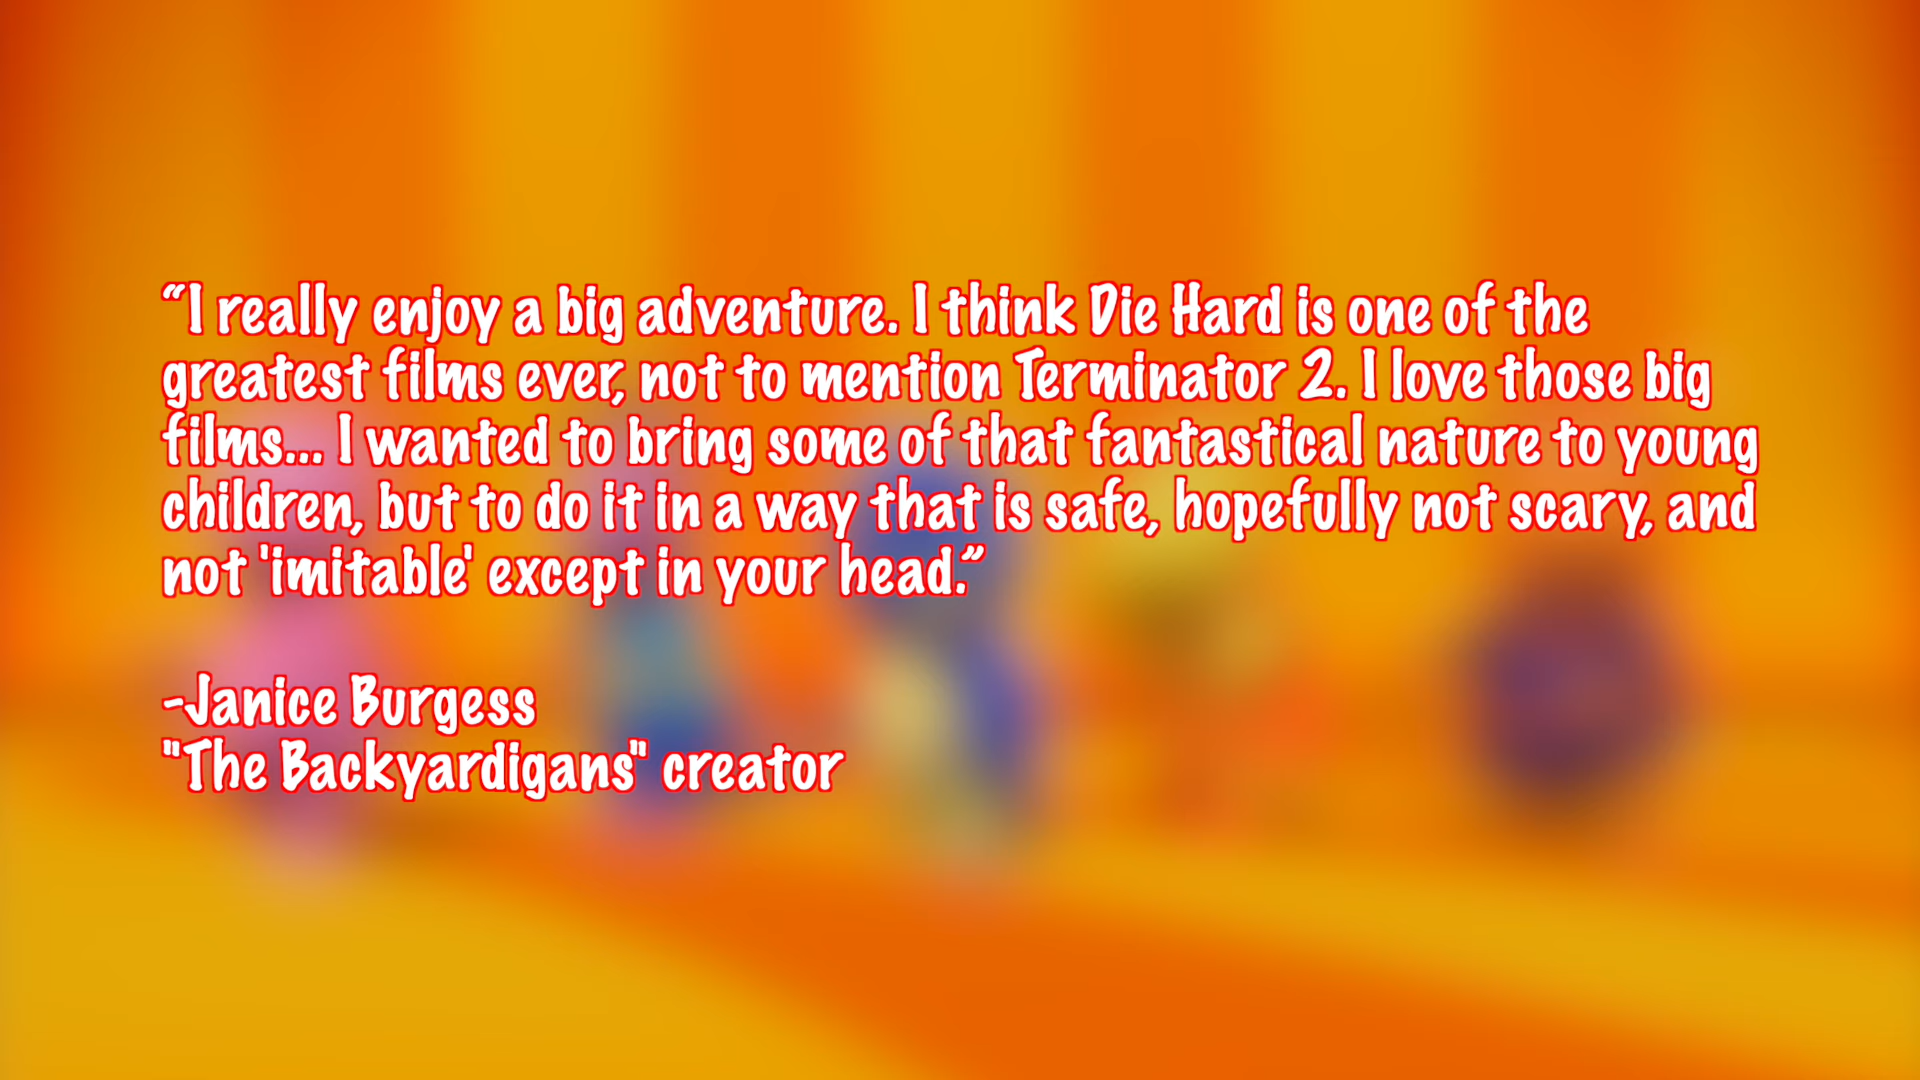 “I really enjoy a big adventure. I think Die Hard is one of the
greatest films ever, not to mention Terminator 2. I love those big
films... I wanted to bring some of that fantastical nature to young
children, but to do it in a way that is safe, hopefully not scary, and
not 'imitable' except in your head.”
-Janice Burgess
"The Backyardigans" creator